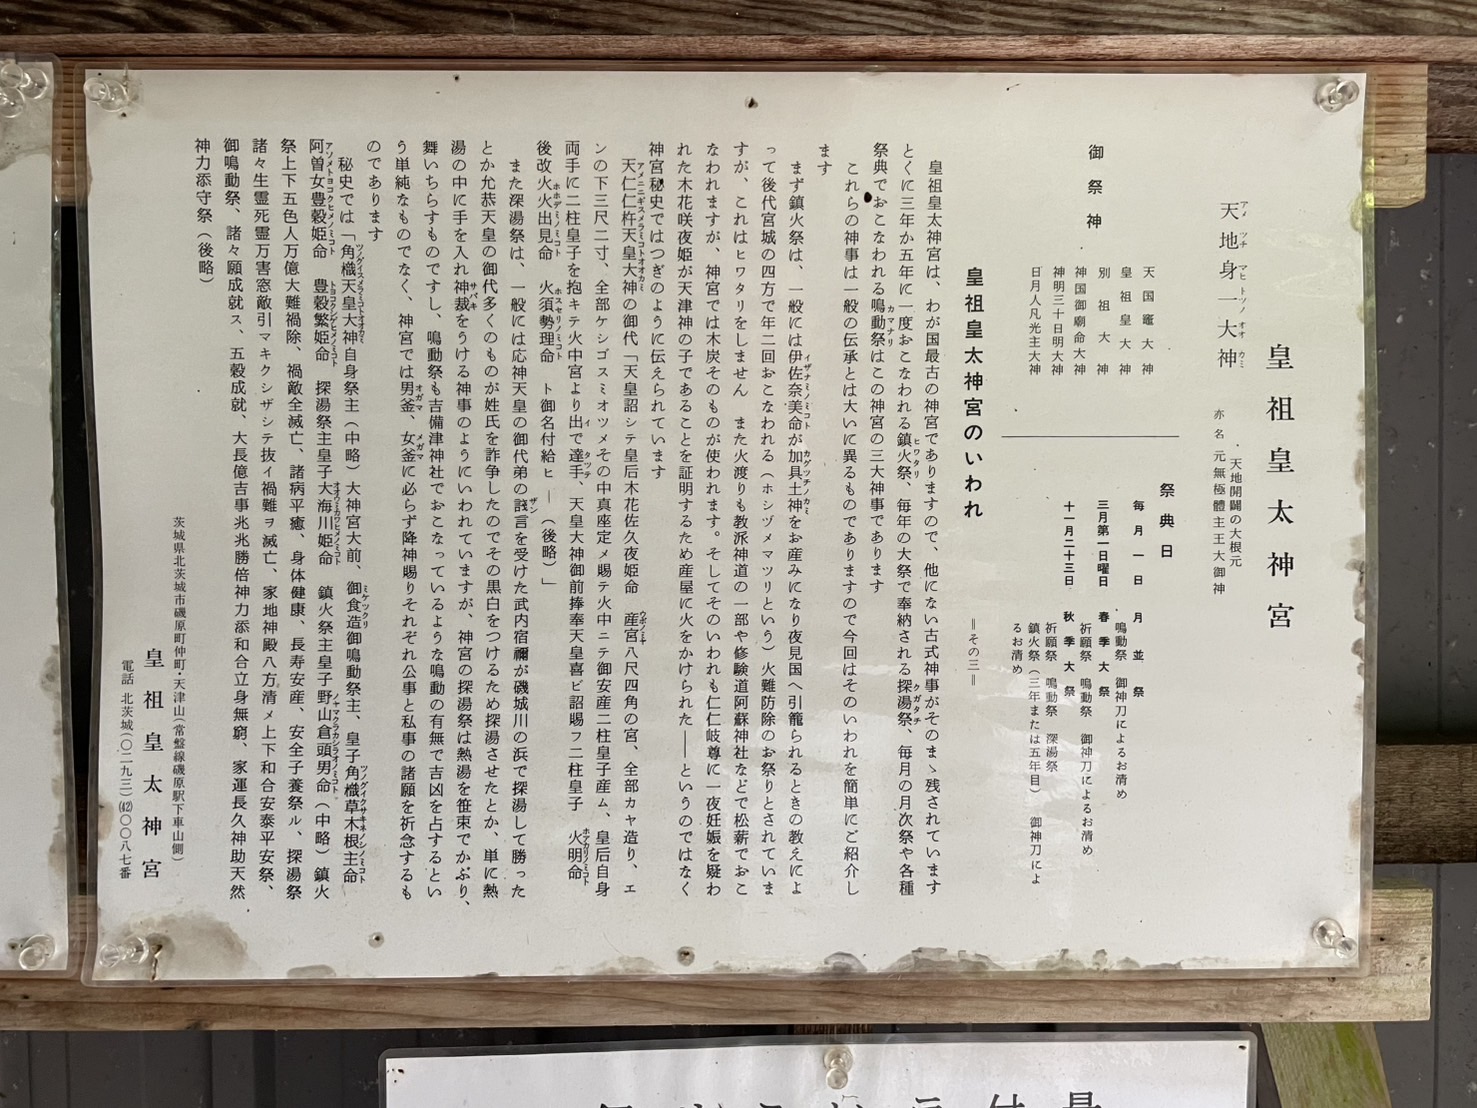 皇祖皇太神宮
天地身一大神
アメツチマヒトツノオオカミ
天地開闢の大根元
亦名 元無極體主王大御神
御祭神
天国竈大神
皇祖皇大神
別祖大神
神国御廟命大神
神明三十日明大神
日月人凡光主大神
祭典日
毎月一日 月並祭
鳴動祭 御神刀によるお清め
三月第一日曜日 春季大祭
祈願祭 鳴動祭 御神刀によるお清め
十一月二十三日 秋季大祭
祈願祭 鳴動祭 深湯祭
鎮火祭(三年または五年目) 御神刀によ
るお清め
皇祖皇太神宮のいわれ
=その三=
皇祖皇太神宮は、わが国最古の神宮でありますので、他にない古式神事がそのまゝ残されています
とくに三年か五年に一度おこなわれる鎮火祭、毎年の大祭で奉納される探湯祭、毎月の月次祭や各種
祭典でおこなわれる鳴動祭はこの神宮の三大神事であります
これらの神事は一般の伝承とは大いに異るものでありますので今回はそのいわれを簡単にご紹介し
ます
まず鎮火祭は、一般には伊佐奈美命が加具土神をお産みになり夜見国へ引籠られるときの教えによ
って後代宮城の四方で年二回おこなわれる(ホシヅメマツリという)火難防除のお祭りとされていま
すが、これはヒワタリをしません また火渡りも教派神道の一部や修験道阿蘇神社などで松薪でおこ
なわれますが、神宮では木炭そのものが使われます。そしてそのいわれも仁仁岐尊に一夜妊娠を疑わ
れた木花咲夜姫が天津神の子であることを証明するため産屋に火をかけられた――というのではなく
神宮秘史ではつぎのように伝えられています
天仁仁杵天皇大神の御代「天皇詔シテ皇后木花佐久夜姫命 産宮八尺四角の宮、全部カヤ造り、エ
ンの下三尺二寸、全部ケシゴスミオツメその中真座定メ賜テ火中ニテ御安産二柱皇子産ム、皇后自身
両手に二柱皇子を抱キテ火中宮より出で達手、天皇大神御前捧奉天皇喜ビ詔賜フ二柱皇子 火明命
後改火火出見命 火須勢理命 ト御名付給ヒ ―(後略)」
また深湯祭は、一般には応神天皇の御代弟の讒言を受けた武内宿禰が磯城川の浜で探湯して勝った
とか允恭天皇の御代多くのものが姓氏を詐争したのでその黒白をつけるため探湯させたとか、単に熱
湯の中に手を入れ神裁をうける神事のようにいわれていますが、神宮の探湯祭は熱湯を笹束でかぶり、
舞いちらすものですし、鳴動祭も吉備津神社でおこなっているような鳴動の有無で吉凶を占するとい
う単純なものでなく、神宮では男釜、女釜に必らず降神賜りそれぞれ公事と私事の諸願を祈念するも
のであります
秘史では「角樴天皇大神自身祭主(中略)大神宮大前、御食造御鳴動祭主、皇子角樴草木根主命
阿曽女豊穀姫命 豊穀繁姫命 探湯祭主皇子大海川姫命 鎮火祭主皇子野山倉頭男命(中略)鎮火
祭上下五色人万億大難禍除、禍敵全滅亡、諸病平癒、身体健康、長寿安産、安全子養祭ル、探湯祭
諸々生霊死霊万害窓敵引マキクシザシテ抜イ禍難ヲ滅亡、家地神殿八方清メ上下和合安泰平安祭、
御鳴動祭、諸々願成就ス、五穀成就、大長億吉事兆兆勝倍神力添和合立身無窮、家運長久神助天然
神力添守祭(後略)
茨城県北茨城市磯原町仲町・天津山(常盤線磯原駅下車山側)
皇祖皇太神宮
電話 北茨城(〇二九三)(42)〇〇八七番